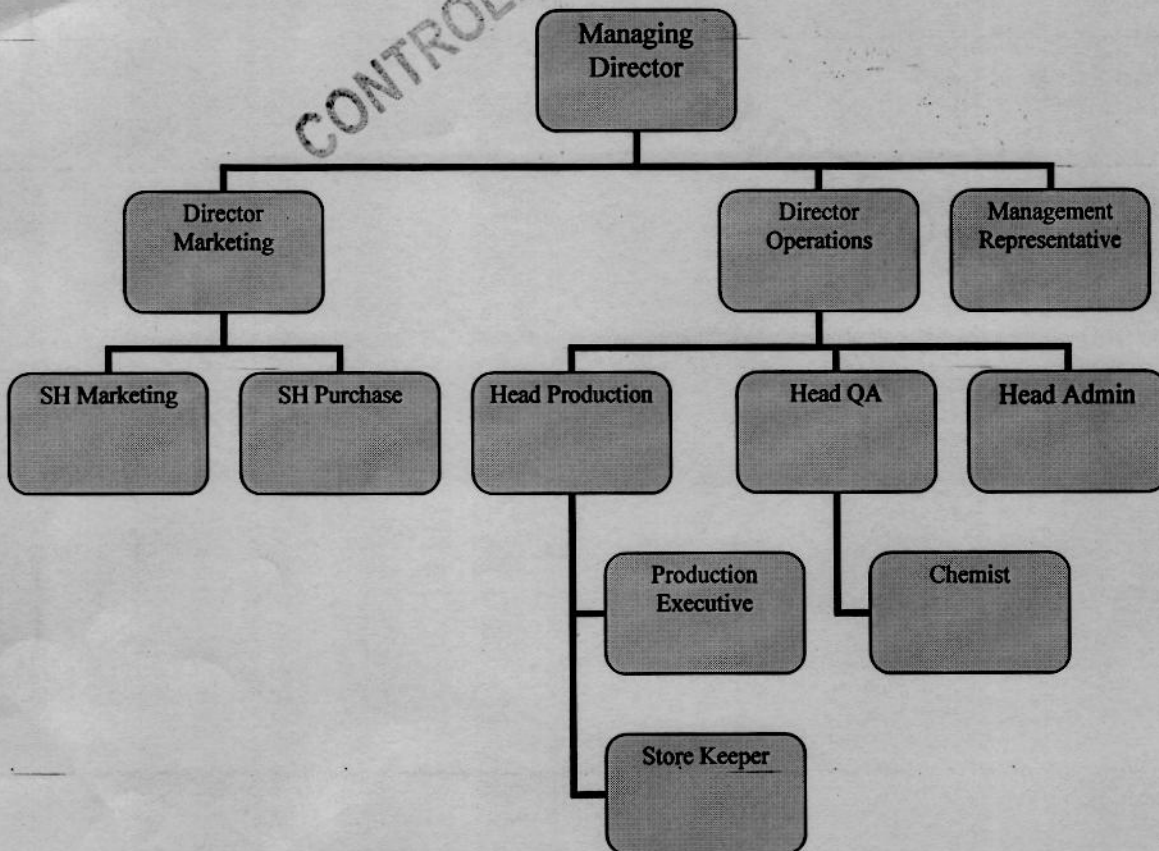 CONTROL
Managing
Director
Director
Marketing
Director
Operations
Management
Representative
SH Marketing
SH Purchase
Head Production
Head QA
Head Admin
Production
Executive
Chemist
Store Keeper